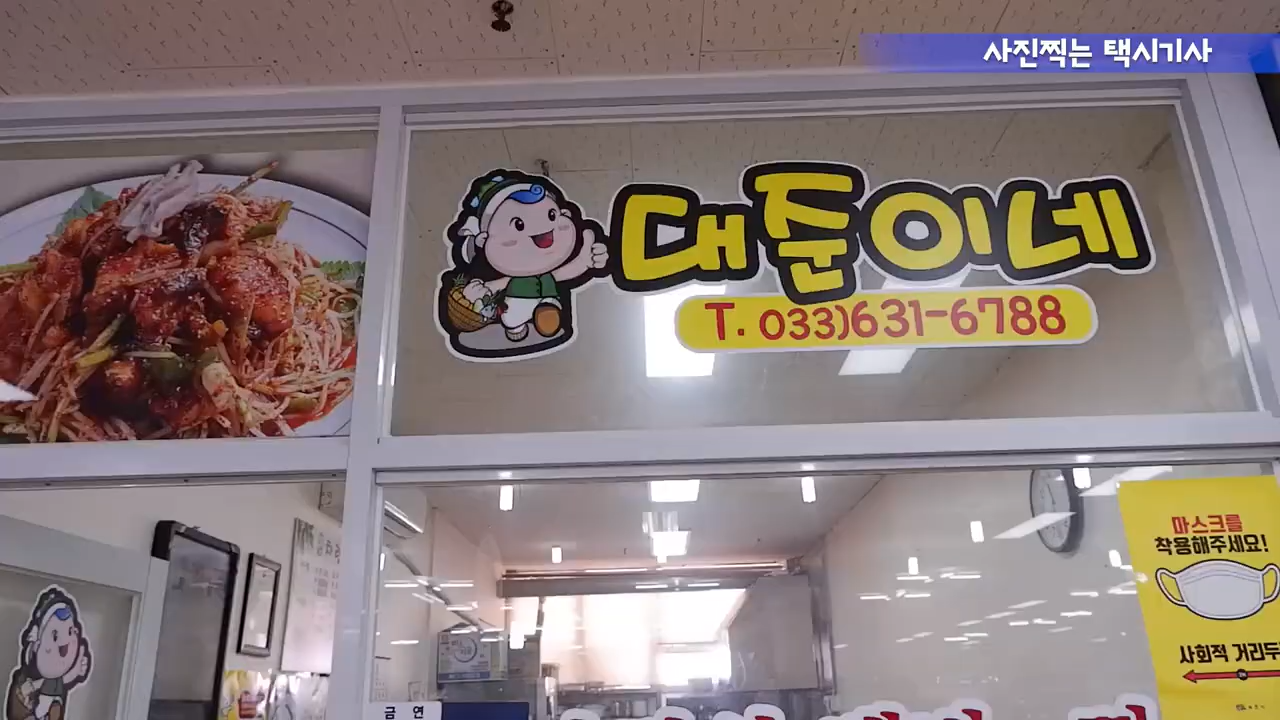 사진찍는 택시기사
대준이네
T. 033)631-6788
마스크를
착용해주세요!
사회적 거리두
금연